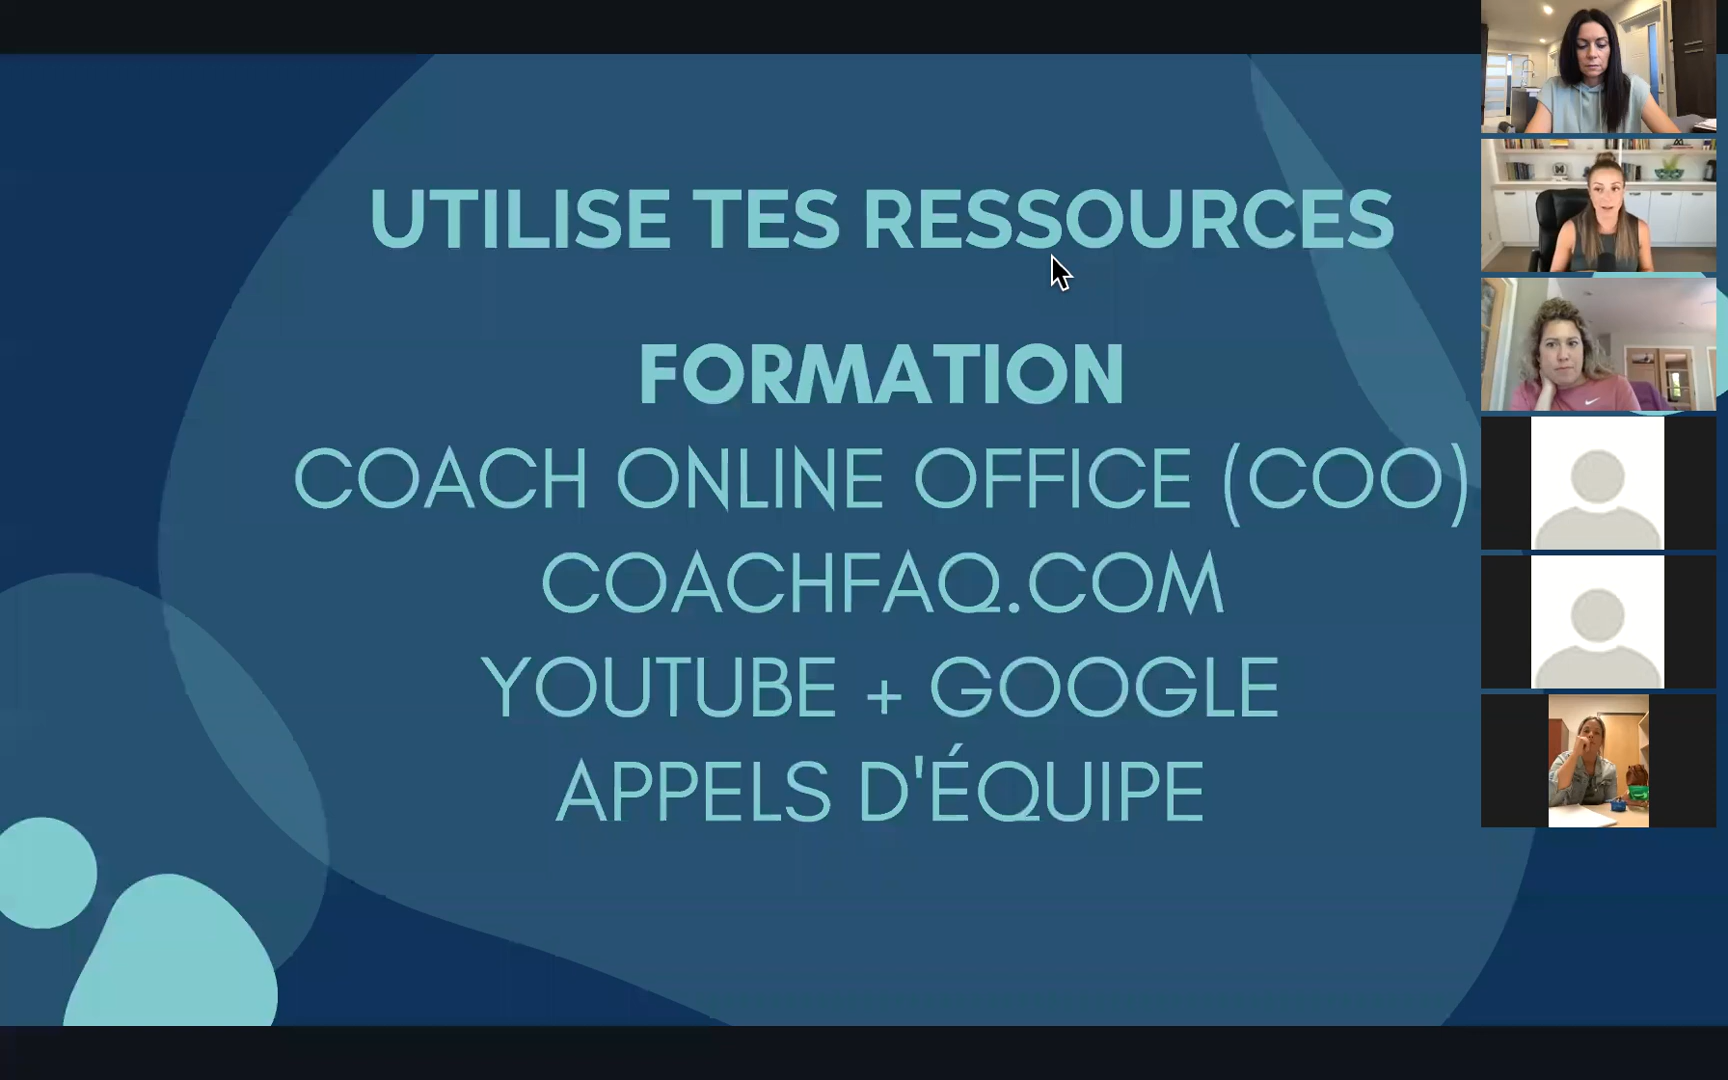 UTILISE TES RESSOURCES
FORMATION
COACH ONLINE OFFICE (COO)
COACHFAQ.COM
YOUTUBE + GOOGLE
APPELS D'ÉQUIPE